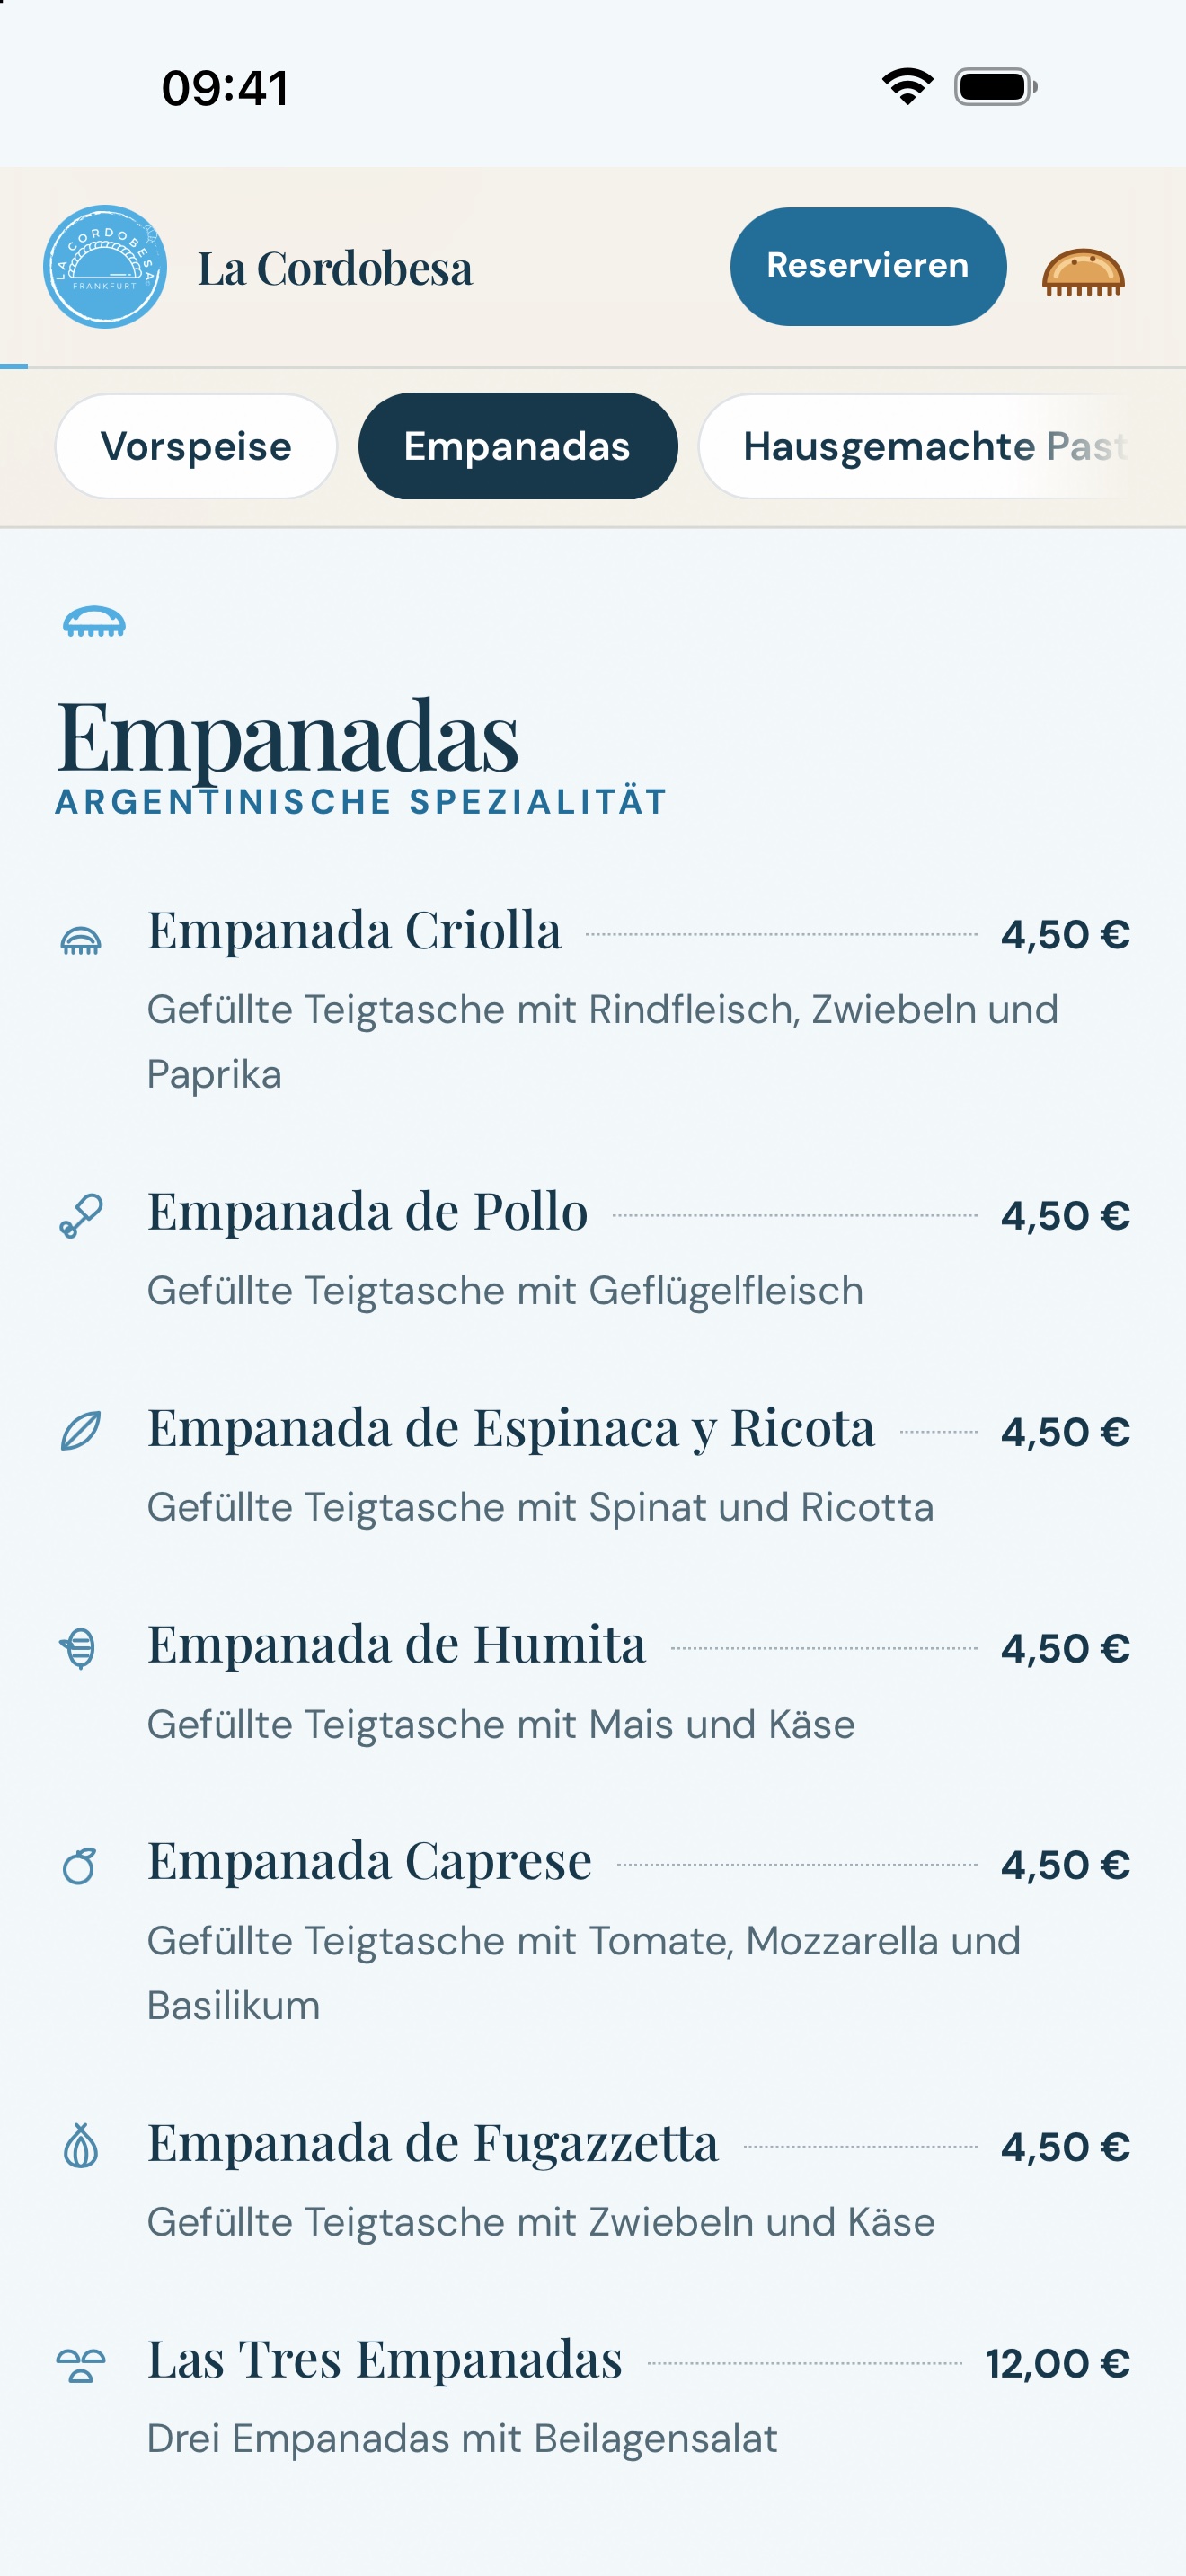 09:41
LA CORDOBESA
FRANKFURT
La Cordobesa
Reservieren
Vorspeise
Empanadas
Hausgemachte Past
Empanadas
ARGENTINISCHE SPEZIALITÄT
Empanada Criolla 4,50 €
Gefüllte Teigtasche mit Rindfleisch, Zwiebeln und
Paprika
Empanada de Pollo 4,50 €
Gefüllte Teigtasche mit Geflügelfleisch
Empanada de Espinaca y Ricota 4,50 €
Gefüllte Teigtasche mit Spinat und Ricotta
Empanada de Humita 4,50 €
Gefüllte Teigtasche mit Mais und Käse
Empanada Caprese 4,50 €
Gefüllte Teigtasche mit Tomate, Mozzarella und
Basilikum
Empanada de Fugazzetta 4,50 €
Gefüllte Teigtasche mit Zwiebeln und Käse
Las Tres Empanadas 12,00 €
Drei Empanadas mit Beilagensalat